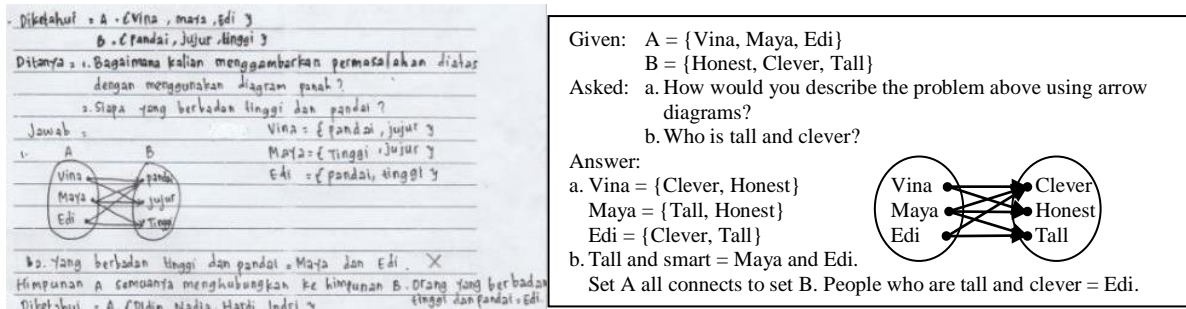 Diketahui = A = {Vina, maya, Edi}
B = {pandai, jujur, tinggi}
Ditanya = 1. Bagaimana kalian menggambarkan permasalahan diatas
dengan menggunakan diagram panah ?
2. Siapa yang berbadan tinggi dan pandai ?
Jawab =
Vina = {pandai, jujur}
Maya = {Tinggi, jujur}
Edi = {pandai, tinggi}
1. A B
Vina pandai
Maya jujur
Edi Tinggi
2. Yang berbadan tinggi dan pandai = Maya dan Edi. X
Himpunan A semuanya menghubungkan ke himpunan B. Orang yang berbadan
tinggi dan pandai = Edi.
Diketahui = A {Didin, Nadia, Hardi, Indri}
Given: A = {Vina, Maya, Edi}
B = {Honest, Clever, Tall}
Asked: a. How would you describe the problem above using arrow
diagrams?
b. Who is tall and clever?
Answer:
a. Vina = {Clever, Honest}
Maya = {Tall, Honest}
Edi = {Clever, Tall}
Vina Clever
Maya Honest
Edi Tall
b. Tall and smart = Maya and Edi.
Set A all connects to set B. People who are tall and clever = Edi.